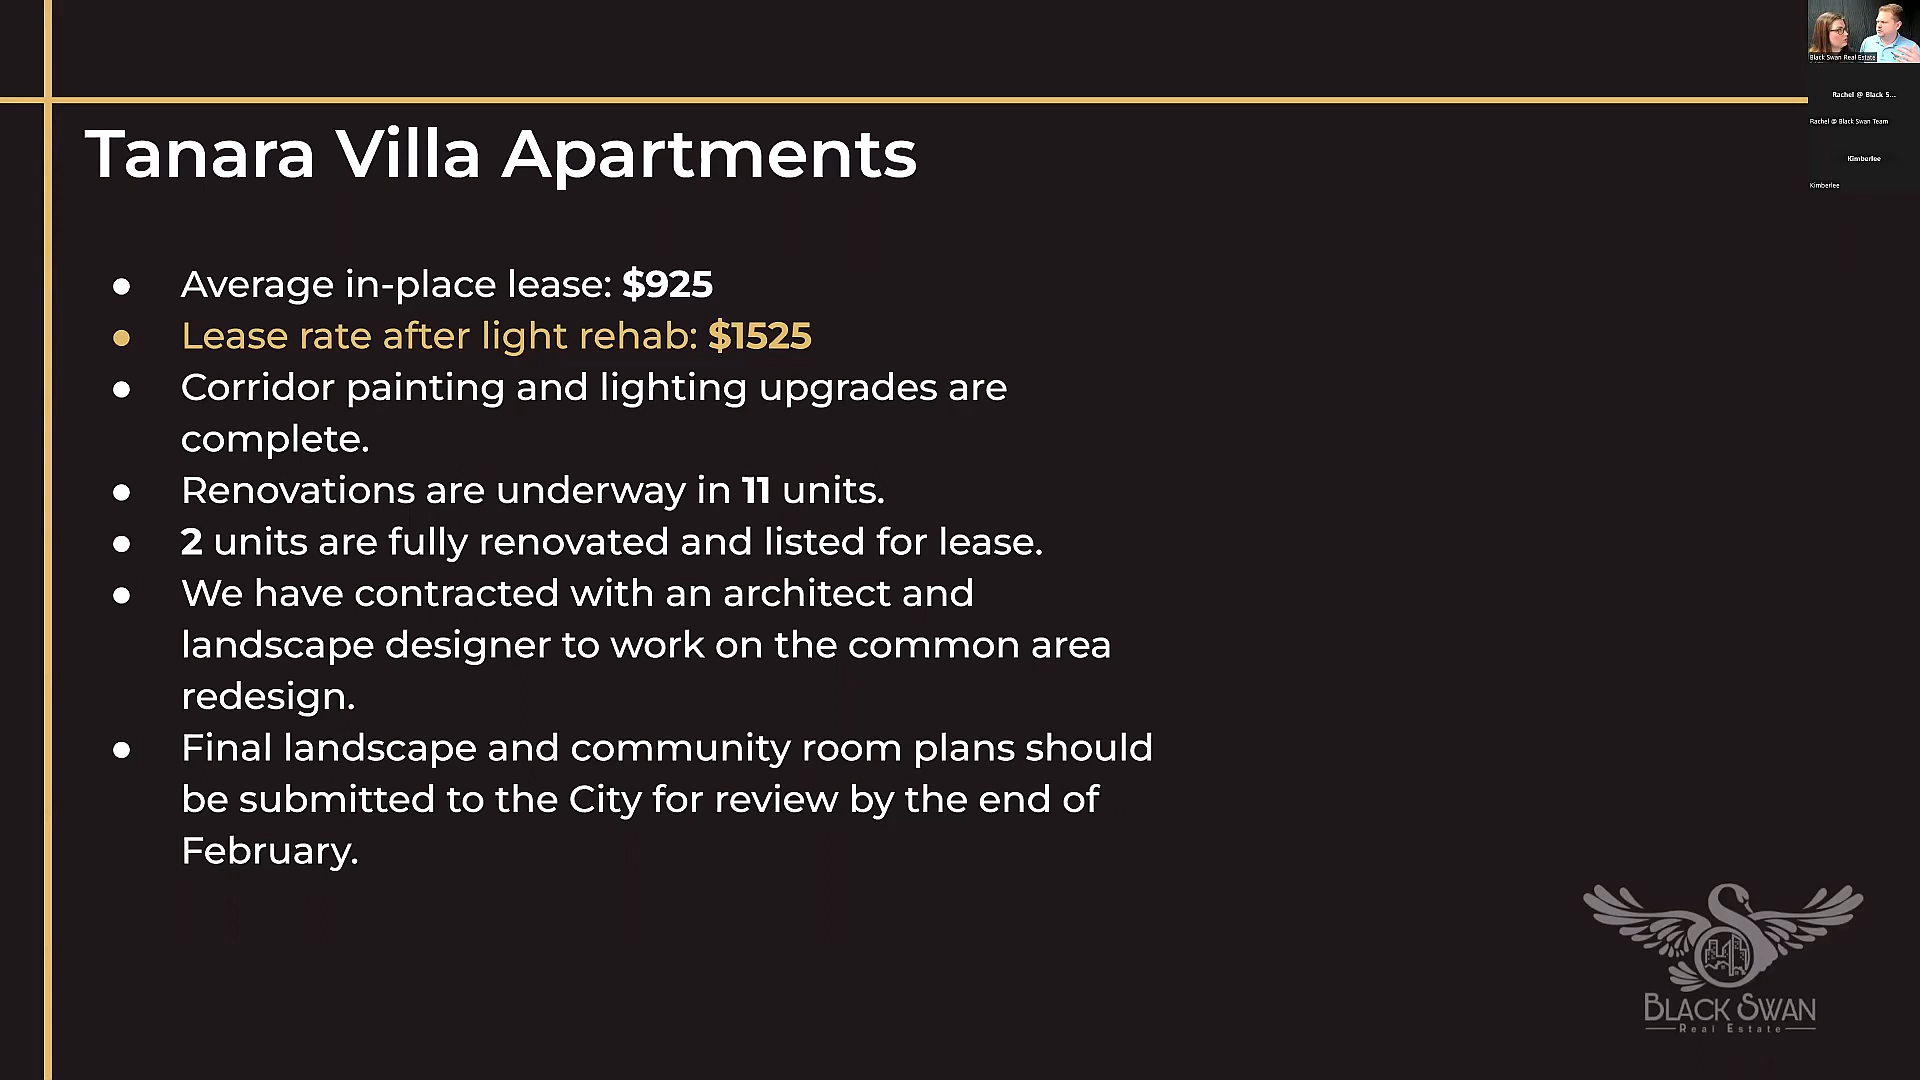 Tanara Villa Apartments
● Average in-place lease: $925
● Lease rate after light rehab: $1525
● Corridor painting and lighting upgrades are
complete.
● Renovations are underway in 11 units.
● 2 units are fully renovated and listed for lease.
● We have contracted with an architect and
landscape designer to work on the common area
redesign.
● Final landscape and community room plans should
be submitted to the City for review by the end of
February.
Black Swan Real Estate
Rachel @ Black S...
Rachel @ Black Swan Team
Kimberlee
Kimberlee
BLACK SWAN
Real Estate